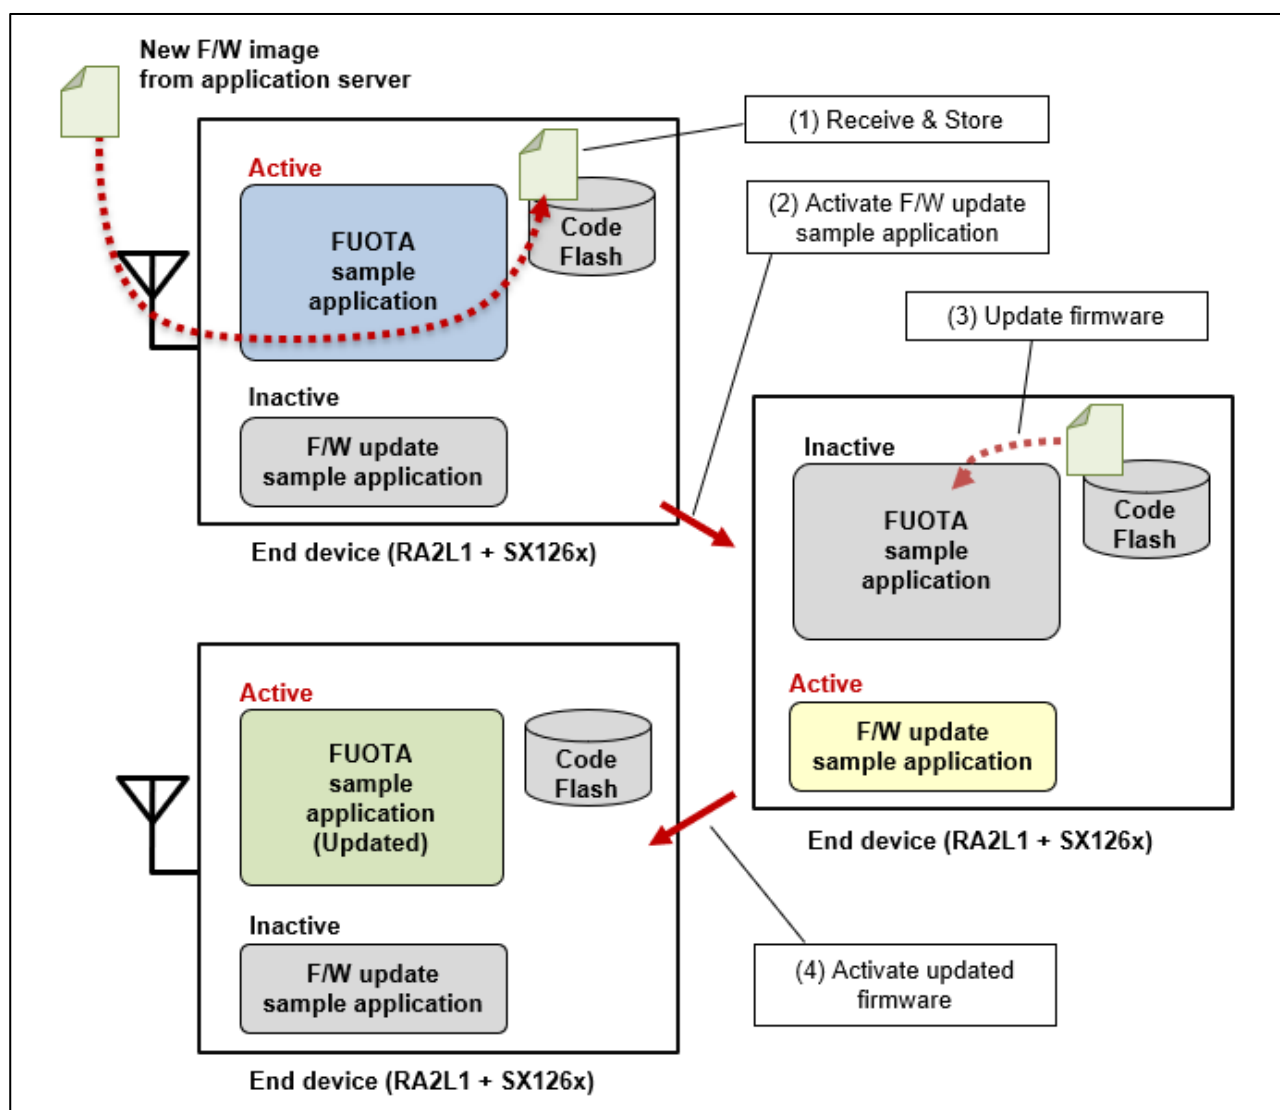 New F/W image
from application server
(1) Receive & Store
Active
FUOTA
sample
application
Code
Flash
(2) Activate F/W update
sample application
(3) Update firmware
Inactive
F/W update
sample application
End device (RA2L1 + SX126x)
Inactive
FUOTA
sample
application
Code
Flash
Active
F/W update
sample application
End device (RA2L1 + SX126x)
Active
FUOTA
sample
application
(Updated)
Code
Flash
Inactive
F/W update
sample application
(4) Activate updated
firmware
End device (RA2L1 + SX126x)